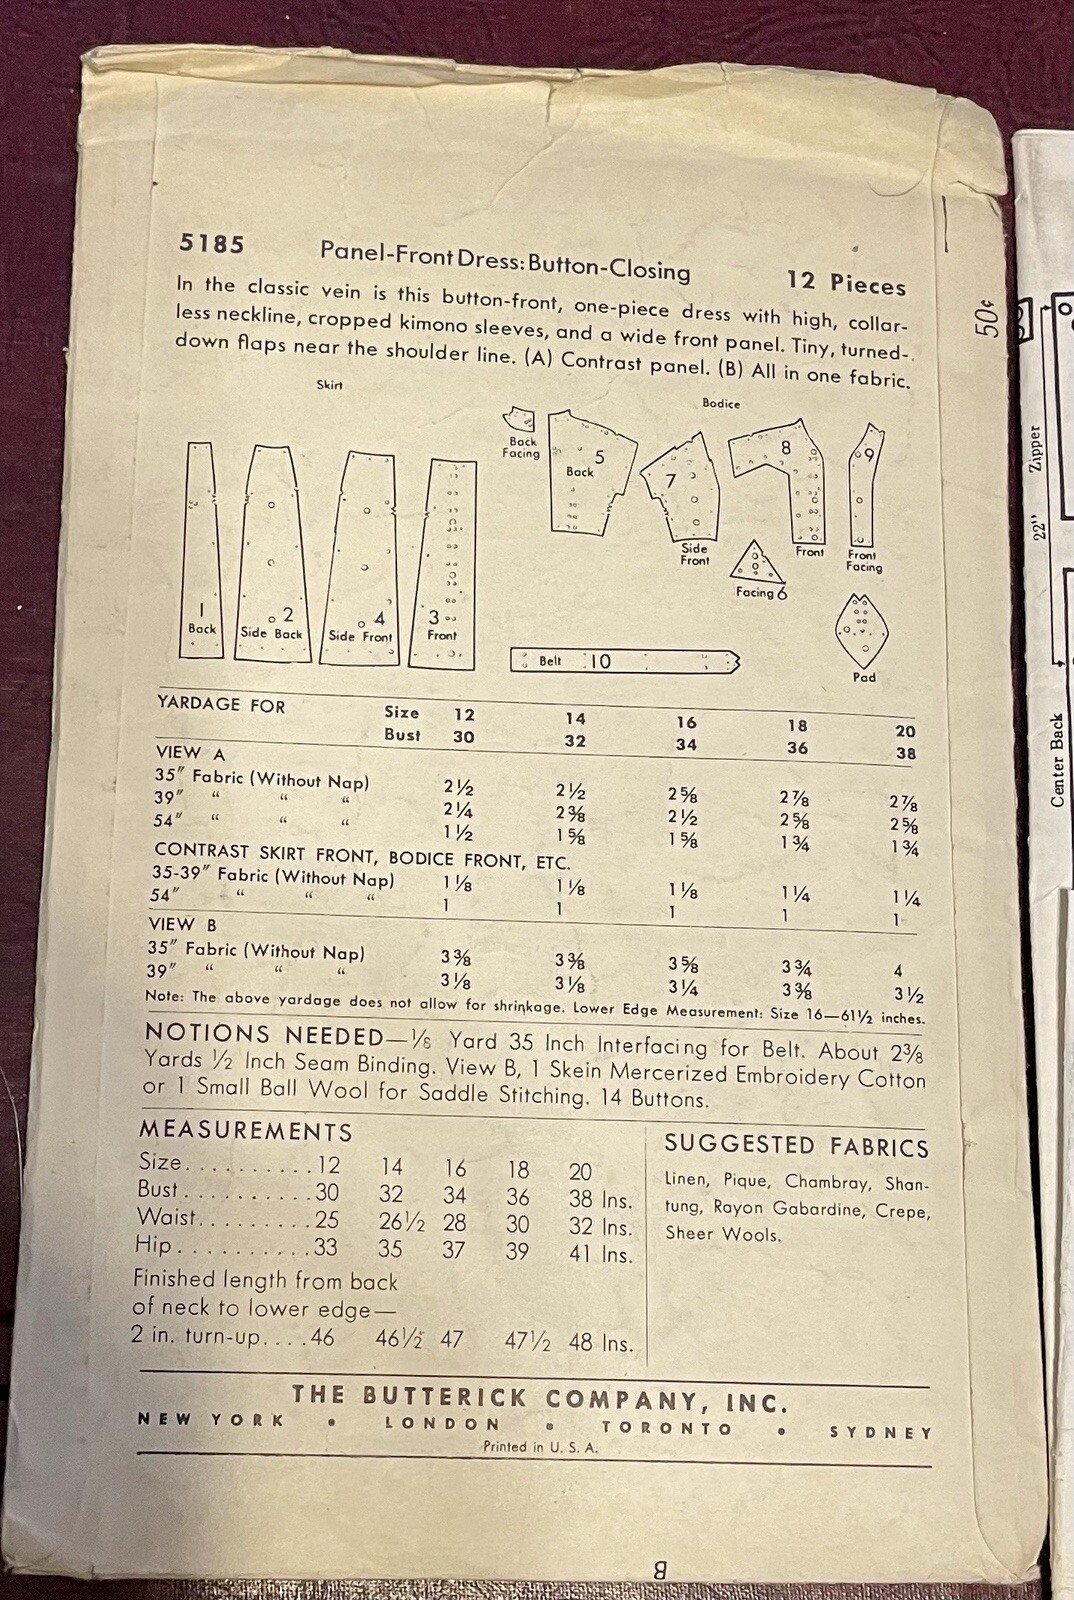 5185 Panel-Front Dress: Button-Closing 12 Pieces
In the classic vein is this button-front, one-piece dress with high, collar-
less neckline, cropped kimono sleeves, and a wide front panel. Tiny, turned-
down flaps near the shoulder line. (A) Contrast panel. (B) All in one fabric.
50¢
Skirt
Bodice
1
Back
2
Side Back
4
Side Front
3
Front
Back
Facing
5
Back
7
Side
Front
8
Front
9
Front
Facing
Facing 6
Pad
Belt 10
YARDAGE FOR Size 12 14 16 18 20
Bust 30 32 34 36 38
VIEW A
35" Fabric (Without Nap) 2½ 2½ 2⅝ 2⅞ 2⅞
39" " " " 2¼ 2⅜ 2½ 2⅝ 2⅝
54" " " " 1½ 1⅝ 1⅝ 1¾ 1¾
CONTRAST SKIRT FRONT, BODICE FRONT, ETC.
35-39" Fabric (Without Nap) 1⅛ 1⅛ 1⅛ 1¼ 1¼
54" " " " 1 1 1 1 1
VIEW B
35" Fabric (Without Nap) 3⅜ 3⅜ 3⅝ 3¾ 4
39" " " " 3⅛ 3⅛ 3¼ 3⅜ 3½
Note: The above yardage does not allow for shrinkage. Lower Edge Measurement: Size 16—61½ inches.
NOTIONS NEEDED—⅛ Yard 35 Inch Interfacing for Belt. About 2⅜
Yards ½ Inch Seam Binding. View B, 1 Skein Mercerized Embroidery Cotton
or 1 Small Ball Wool for Saddle Stitching. 14 Buttons.
MEASUREMENTS
Size..........12 14 16 18 20
Bust..........30 32 34 36 38 Ins.
Waist.........25 26½ 28 30 32 Ins.
Hip..........33 35 37 39 41 Ins.
Finished length from back
of neck to lower edge—
2 in. turn-up....46 46½ 47 47½ 48 Ins.
SUGGESTED FABRICS
Linen, Pique, Chambray, Shan-
tung, Rayon Gabardine, Crepe,
Sheer Wools.
THE BUTTERICK COMPANY, INC.
NEW YORK • LONDON • TORONTO • SYDNEY
Printed in U. S. A.
B
22" Zipper
Center Back